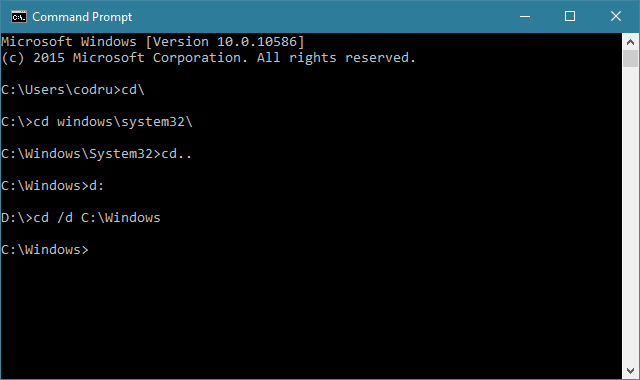 Command Prompt
Microsoft Windows [Version 10.0.10586]
(c) 2015 Microsoft Corporation. All rights reserved.
C:\Users\codru>cd\
C:\>cd windows\system32\
C:\Windows\System32>cd..
C:\Windows>d:
D:\>cd /d C:\Windows
C:\Windows>